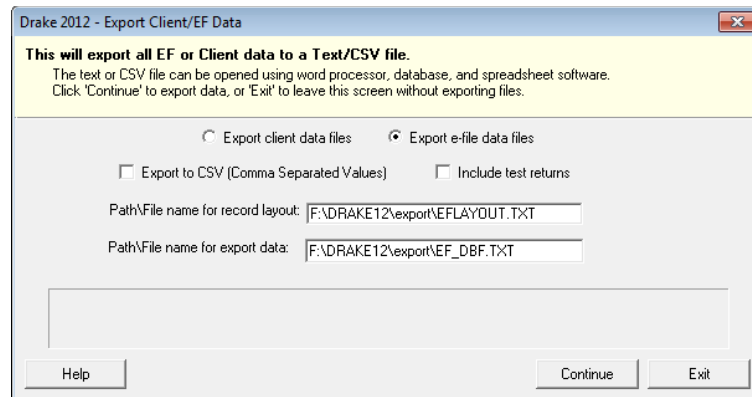 Drake 2012 - Export Client/EF Data
This will export all EF or Client data to a Text/CSV file.
The text or CSV file can be opened using word processor, database, and spreadsheet software.
Click 'Continue' to export data, or 'Exit' to leave this screen without exporting files.
Export client data files Export e-file data files
Export to CSV (Comma Separated Values) Include test returns
Path\File name for record layout: F:\DRAKE12\export\EFLAYOUT.TXT
Path\File name for export data: F:\DRAKE12\export\EF_DBF.TXT
Help Continue Exit